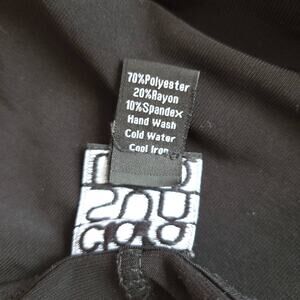 70%Polyester
20%Rayon
10%Spandex
Hand Wash
Cold Water
Cool Iron